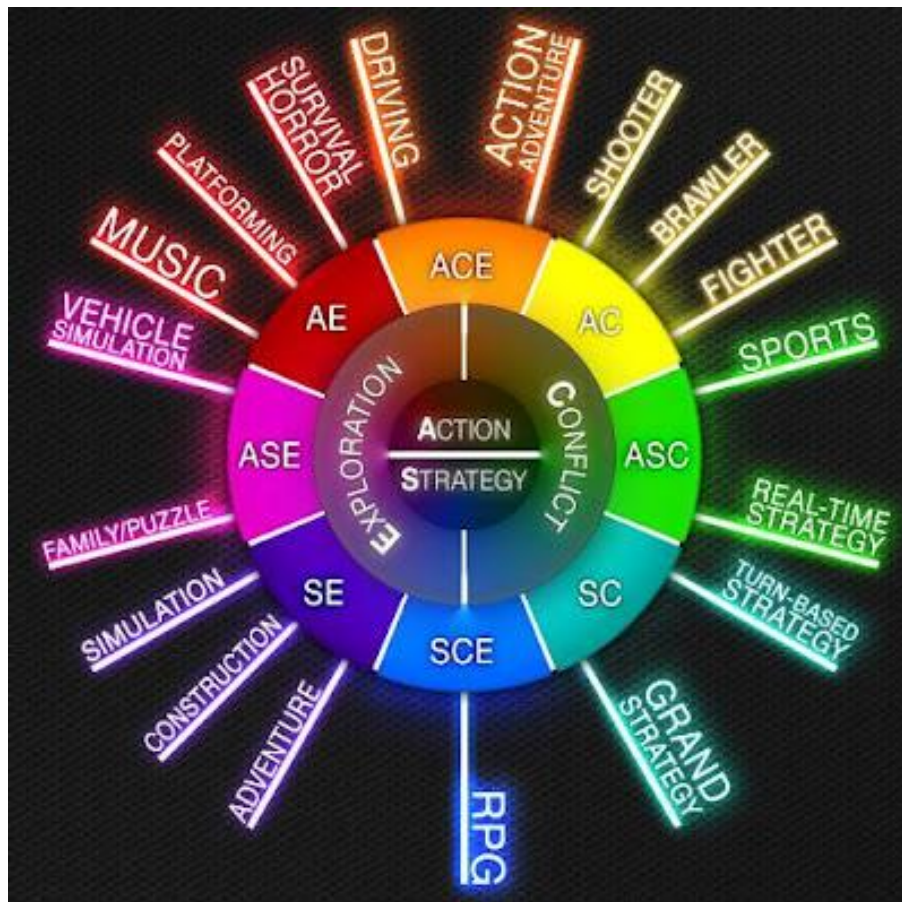 DRIVING
ACTION
ADVENTURE
SHOOTER
BRAWLER
FIGHTER
SPORTS
REAL-TIME
STRATEGY
TURN-BASED
STRATEGY
GRAND
STRATEGY
RPG
ADVENTURE
CONSTRUCTION
SIMULATION
FAMILY/PUZZLE
VEHICLE
SIMULATION
MUSIC
PLATFORMING
SURVIVAL
HORROR
ACE
AC
ASC
SC
SCE
SE
ASE
AE
EXPLORATION
CONFLICT
ACTION
STRATEGY